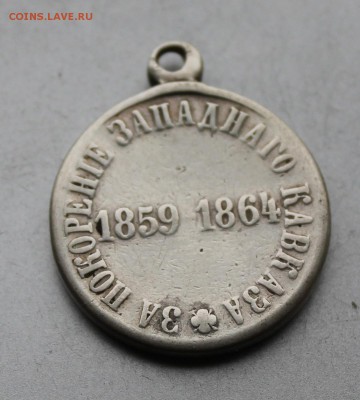 COINS.LAVE.RU
ЗА ПОКОРЕНІЕ ЗАПАДНАГО КАВКАЗА
1859 1864